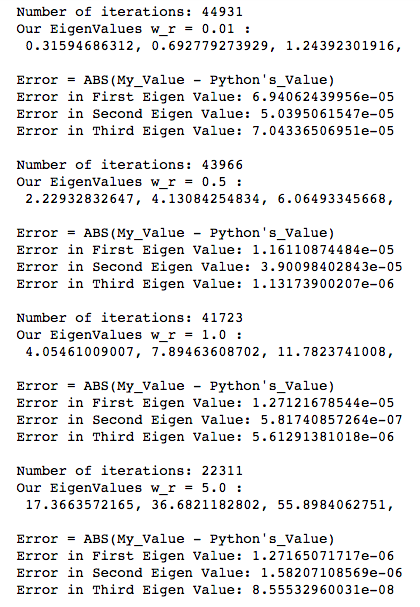 Number of iterations: 44931
Our EigenValues w_r = 0.01 :
0.31594686312, 0.692779273929, 1.24392301916,
Error = ABS(My_Value - Python's_Value)
Error in First Eigen Value: 6.94062439956e-05
Error in Second Eigen Value: 5.0395061547e-05
Error in Third Eigen Value: 7.04336506951e-05
Number of iterations: 43966
Our EigenValues w_r = 0.5 :
2.22932832647, 4.13084254834, 6.06493345668,
Error = ABS(My_Value - Python's_Value)
Error in First Eigen Value: 1.16110874484e-05
Error in Second Eigen Value: 3.90098402843e-05
Error in Third Eigen Value: 1.13173900207e-06
Number of iterations: 41723
Our EigenValues w_r = 1.0 :
4.05461009007, 7.89463608702, 11.7823741008,
Error = ABS(My_Value - Python's_Value)
Error in First Eigen Value: 1.27121678544e-05
Error in Second Eigen Value: 5.81740857264e-07
Error in Third Eigen Value: 5.61291381018e-06
Number of iterations: 22311
Our EigenValues w_r = 5.0 :
17.3663572165, 36.6821182802, 55.8984062751,
Error = ABS(My_Value - Python's_Value)
Error in First Eigen Value: 1.27165071717e-06
Error in Second Eigen Value: 1.58207108569e-06
Error in Third Eigen Value: 8.55532960031e-08